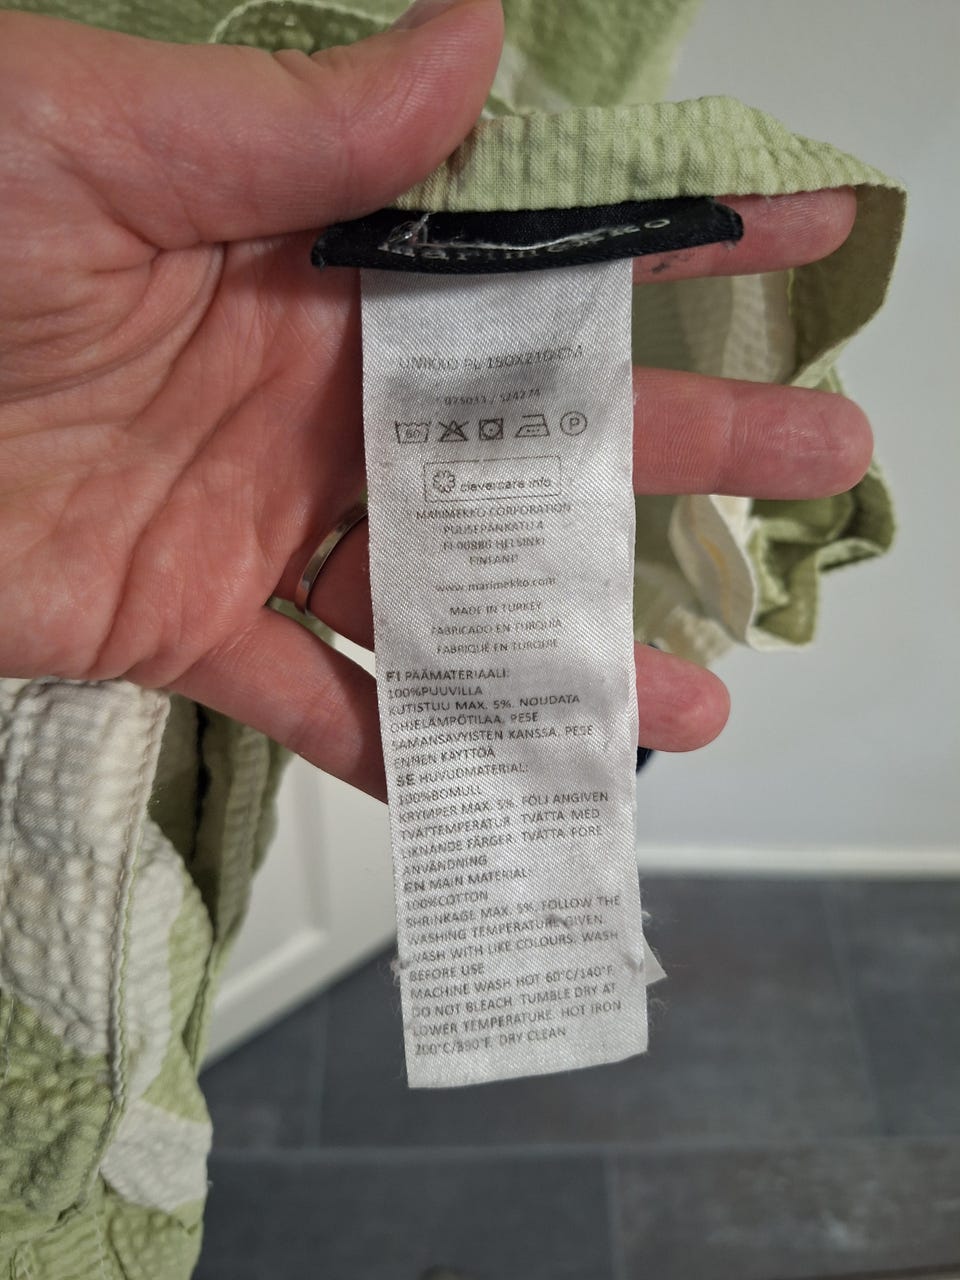 marimekko
UNIKKO PL 150X210 CM
075033 / 524274
60
P
clevercare.info
MARIMEKKO CORPORATION
PUUSEPÄNKATU 4
FI-00880 HELSINKI
FINLAND
www.marimekko.com
MADE IN TURKEY
FABRICADO EN TURQUIA
FABRIQUÉ EN TURQUIE
FI PÄÄMATERIAALI:
100%PUUVILLA
KUTISTUU MAX. 5%. NOUDATA
OHJELÄMPÖTILAA. PESE
SAMANSÄVYISTEN KANSSA. PESE
ENNEN KÄYTTÖÄ
SE HUVUDMATERIAL:
100%BOMULL
KRYMPER MAX. 5%. FÖLJ ANGIVEN
TVÄTTEMPERATUR. TVÄTTA MED
LIKNANDE FÄRGER. TVÄTTA FÖRE
ANVÄNDNING
EN MAIN MATERIAL:
100%COTTON
SHRINKAGE MAX. 5%. FOLLOW THE
WASHING TEMPERATURE GIVEN.
WASH WITH LIKE COLOURS. WASH
BEFORE USE
MACHINE WASH HOT 60°C/140°F.
DO NOT BLEACH. TUMBLE DRY AT
LOWER TEMPERATURE. HOT IRON
200°C/390°F. DRY CLEAN